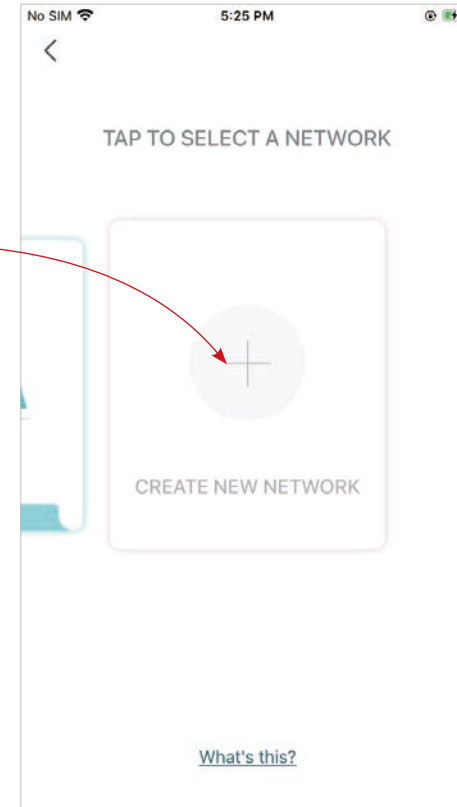 No SIM 5:25 PM
TAP TO SELECT A NETWORK
CREATE NEW NETWORK
What's this?